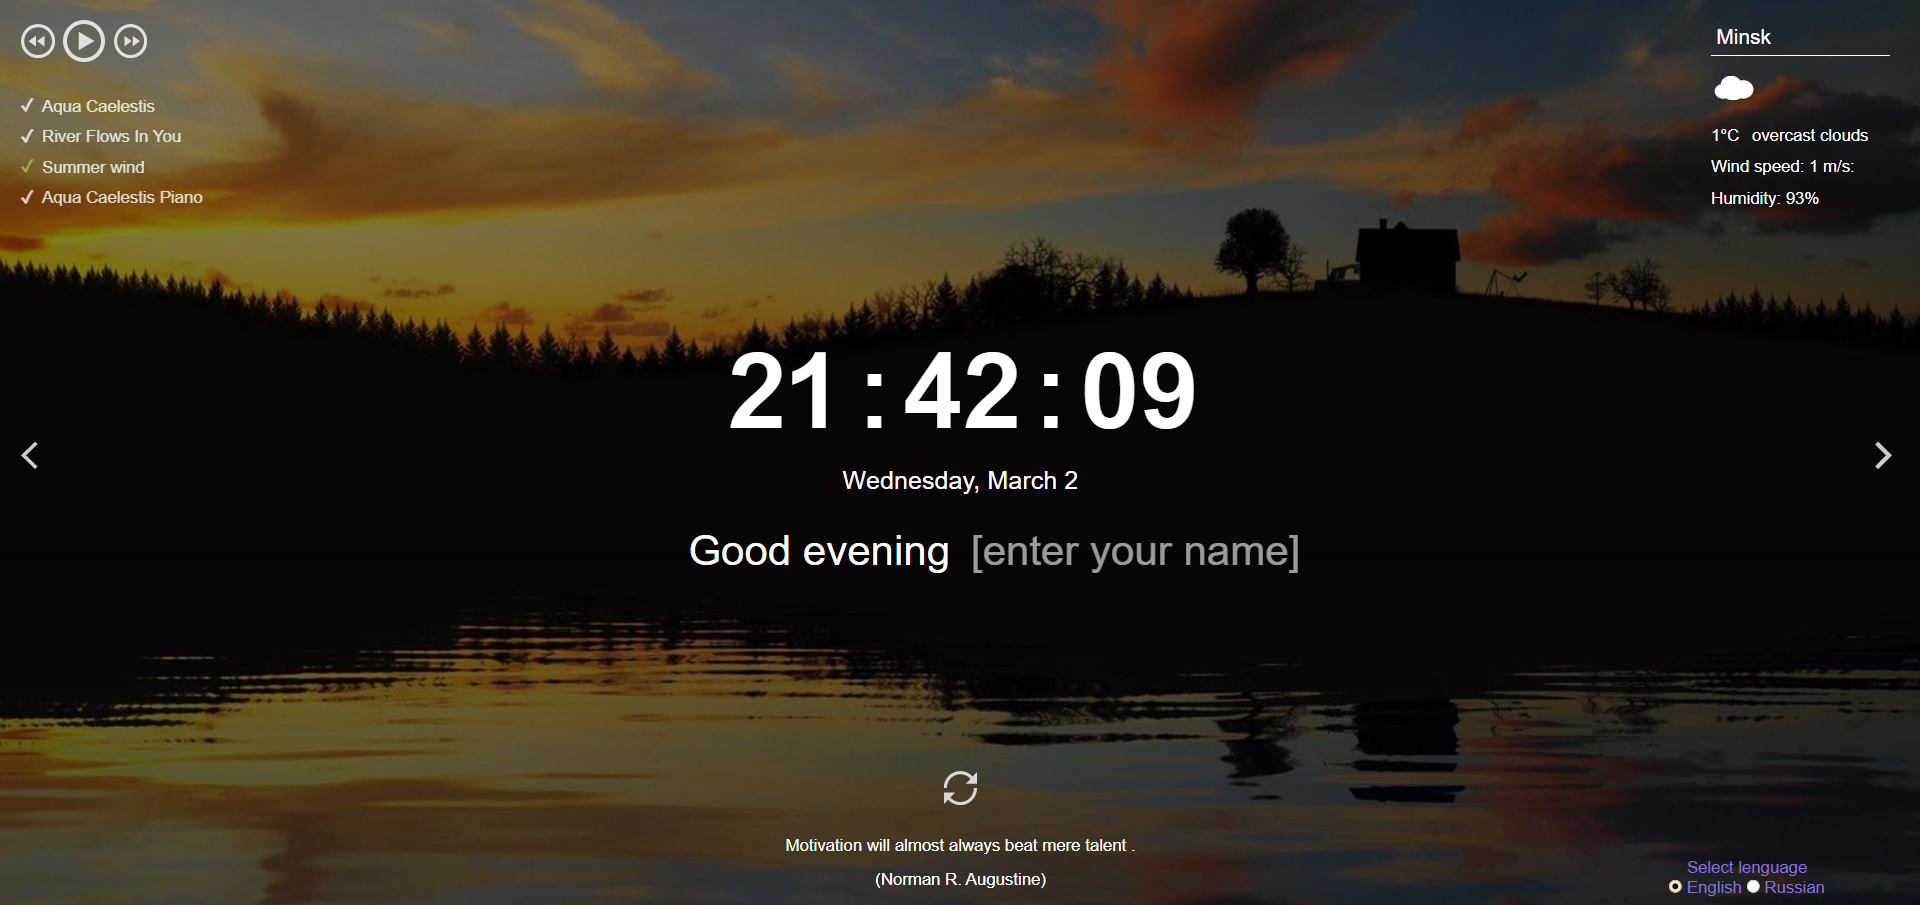 Aqua Caelestis
River Flows In You
Summer wind
Aqua Caelestis Piano
Minsk
1°C overcast clouds
Wind speed: 1 m/s:
Humidity: 93%
21:42:09
Wednesday, March 2
Good evening [enter your name]
Motivation will almost always beat mere talent .
(Norman R. Augustine)
Select lenguage
English Russian